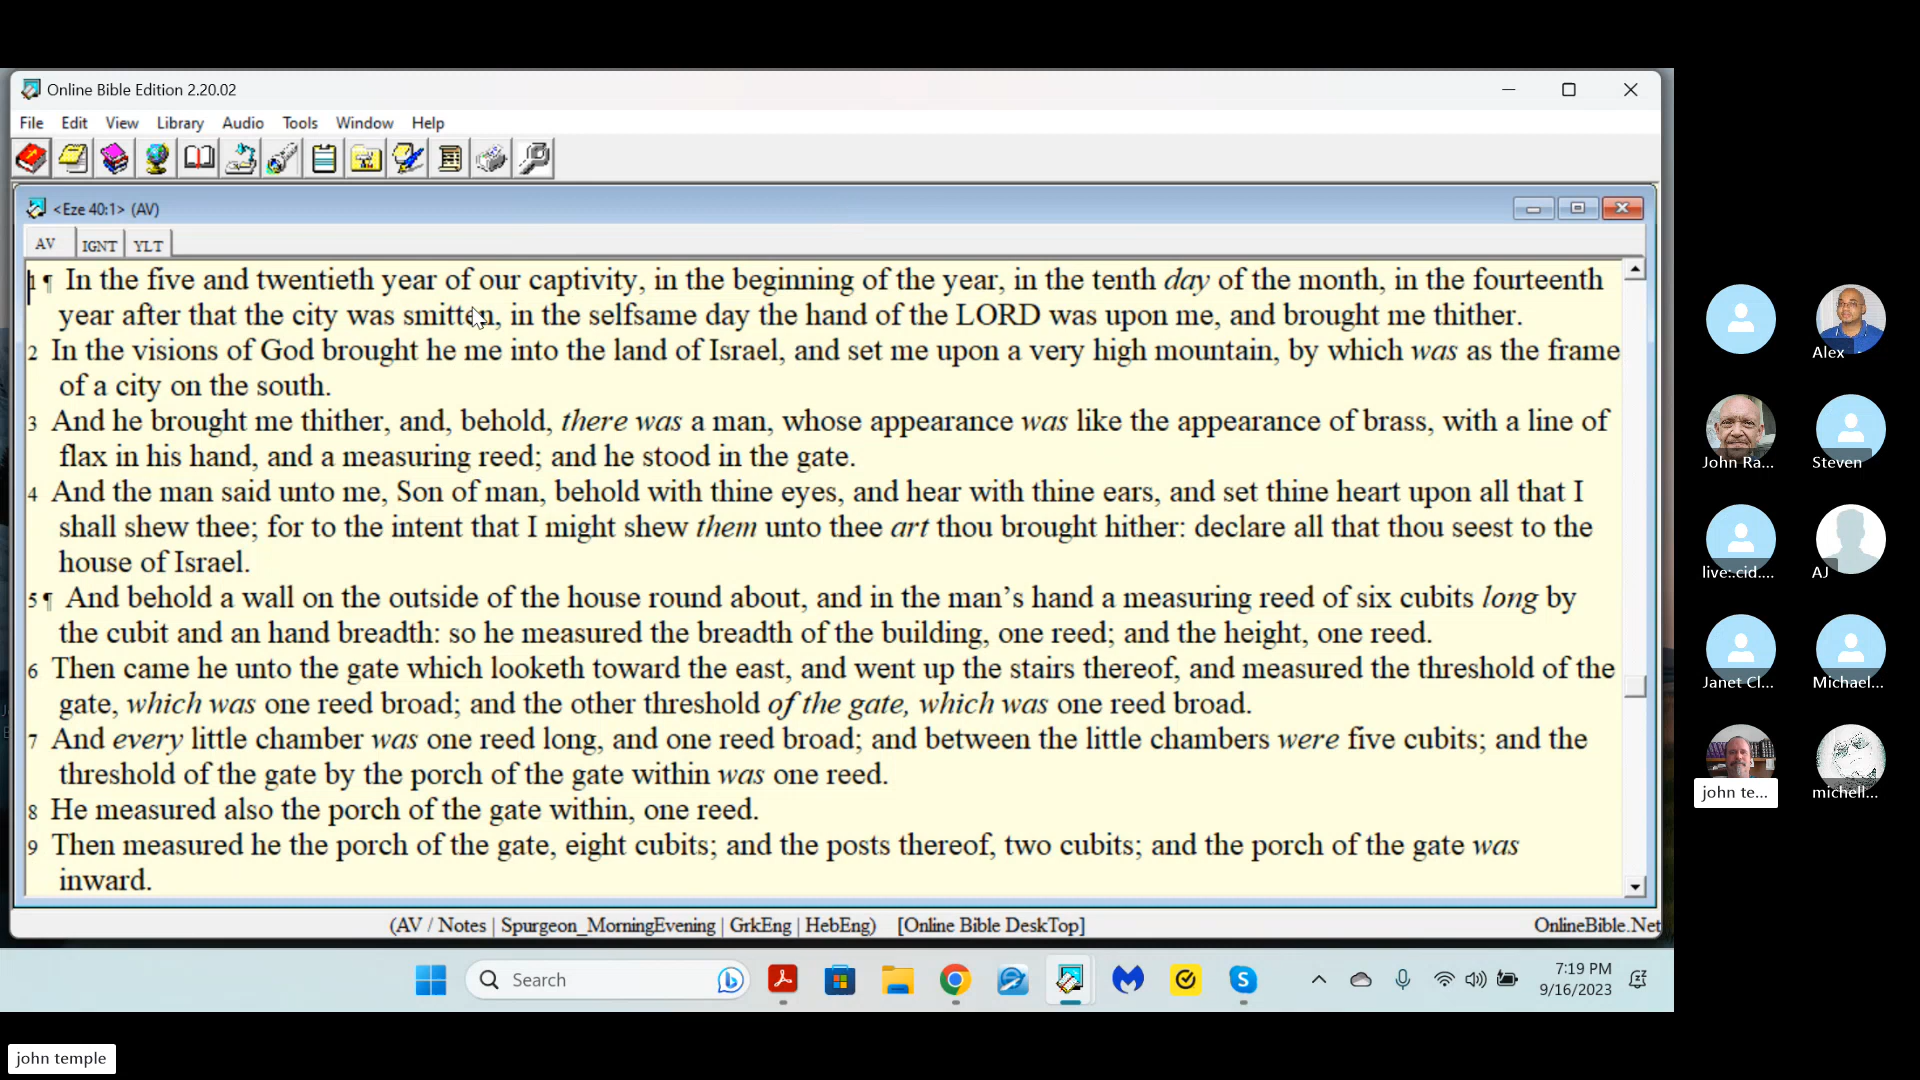 Online Bible Edition 2.20.02
File Edit View Library Audio Tools Window Help
<Eze 40:1> (AV)
AV IGNT YLT
1 ¶ In the five and twentieth year of our captivity, in the beginning of the year, in the tenth day of the month, in the fourteenth
year after that the city was smitten, in the selfsame day the hand of the LORD was upon me, and brought me thither.
2 In the visions of God brought he me into the land of Israel, and set me upon a very high mountain, by which was as the frame
of a city on the south.
3 And he brought me thither, and, behold, there was a man, whose appearance was like the appearance of brass, with a line of
flax in his hand, and a measuring reed; and he stood in the gate.
4 And the man said unto me, Son of man, behold with thine eyes, and hear with thine ears, and set thine heart upon all that I
shall shew thee; for to the intent that I might shew them unto thee art thou brought hither: declare all that thou seest to the
house of Israel.
5 ¶ And behold a wall on the outside of the house round about, and in the man’s hand a measuring reed of six cubits long by
the cubit and an hand breadth: so he measured the breadth of the building, one reed; and the height, one reed.
6 Then came he unto the gate which looketh toward the east, and went up the stairs thereof, and measured the threshold of the
gate, which was one reed broad; and the other threshold of the gate, which was one reed broad.
7 And every little chamber was one reed long, and one reed broad; and between the little chambers were five cubits; and the
threshold of the gate by the porch of the gate within was one reed.
8 He measured also the porch of the gate within, one reed.
9 Then measured he the porch of the gate, eight cubits; and the posts thereof, two cubits; and the porch of the gate was
inward.
(AV / Notes | Spurgeon_MorningEvening | GrkEng | HebEng) [Online Bible DeskTop] OnlineBible.Net
Search
7:19 PM
9/16/2023
Alex
John Ra... Steven
live:.cid.... AJ
Janet Cl... Michael...
john te... michell...
john temple